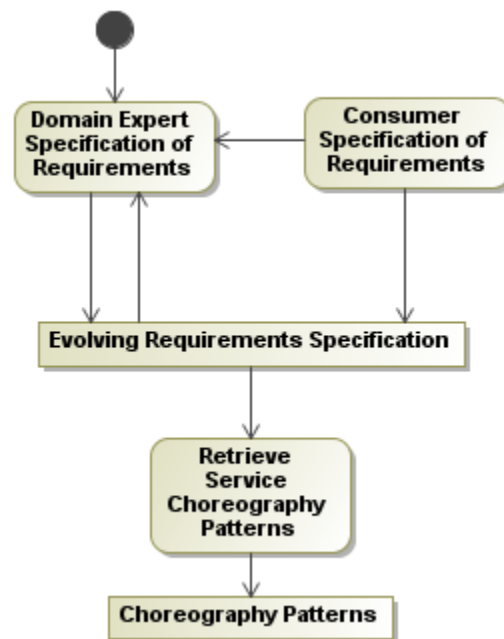 Domain Expert
Specification of
Requirements
Consumer
Specification of
Requirements
Evolving Requirements Specification
Retrieve
Service
Choreography
Patterns
Choreography Patterns